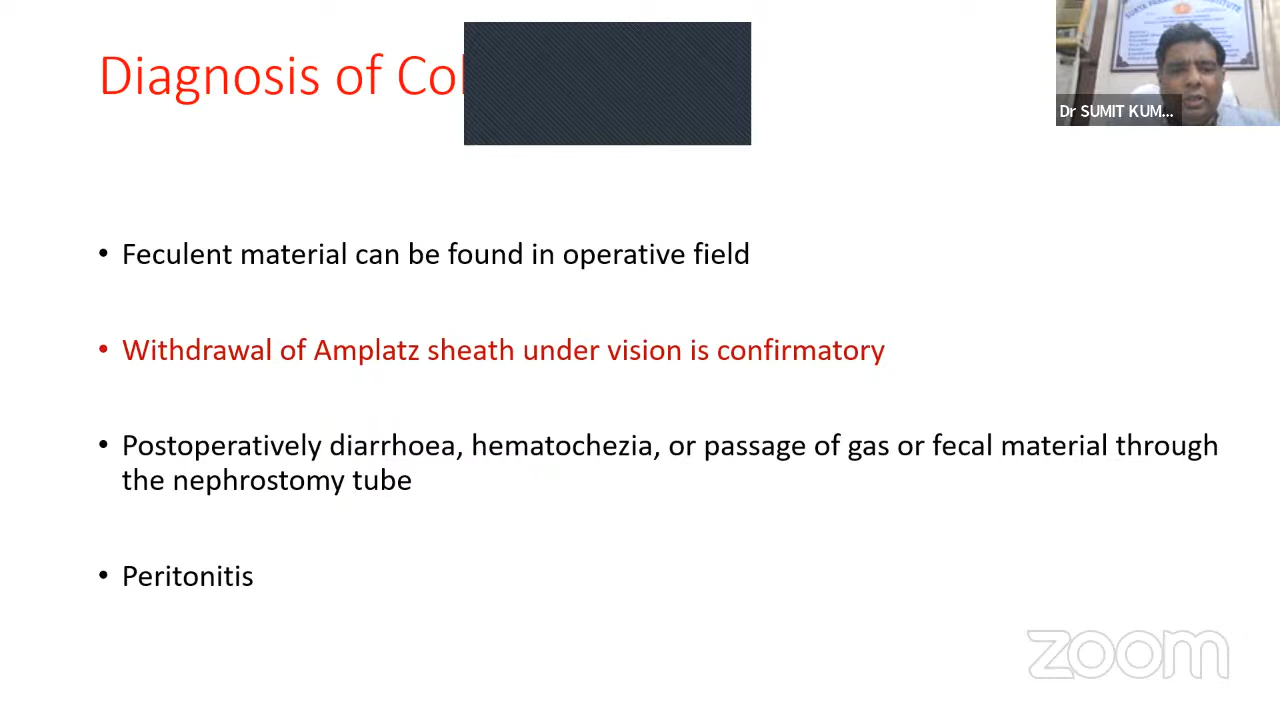 Diagnosis of Col
Dr SUMIT KUM...
• Feculent material can be found in operative field
• Withdrawal of Amplatz sheath under vision is confirmatory
• Postoperatively diarrhoea, hematochezia, or passage of gas or fecal material through
the nephrostomy tube
• Peritonitis
zoom